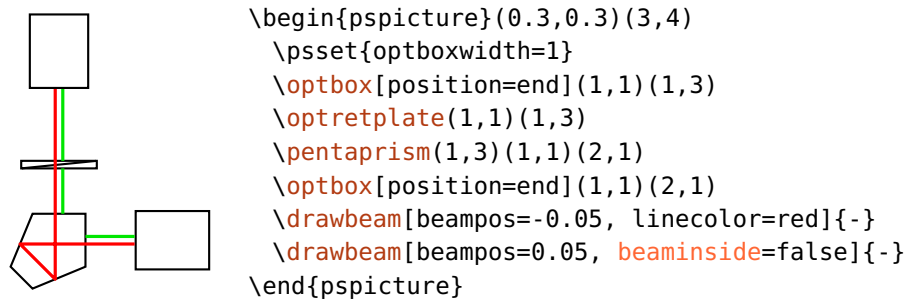 \begin{pspicture}(0.3,0.3)(3,4)
\psset{optboxwidth=1}
\optbox[position=end](1,1)(1,3)
\optretplate(1,1)(1,3)
\pentaprism(1,3)(1,1)(2,1)
\optbox[position=end](1,1)(2,1)
\drawbeam[beampos=-0.05, linecolor=red]{-}
\drawbeam[beampos=0.05, beaminside=false]{-}
\end{pspicture}